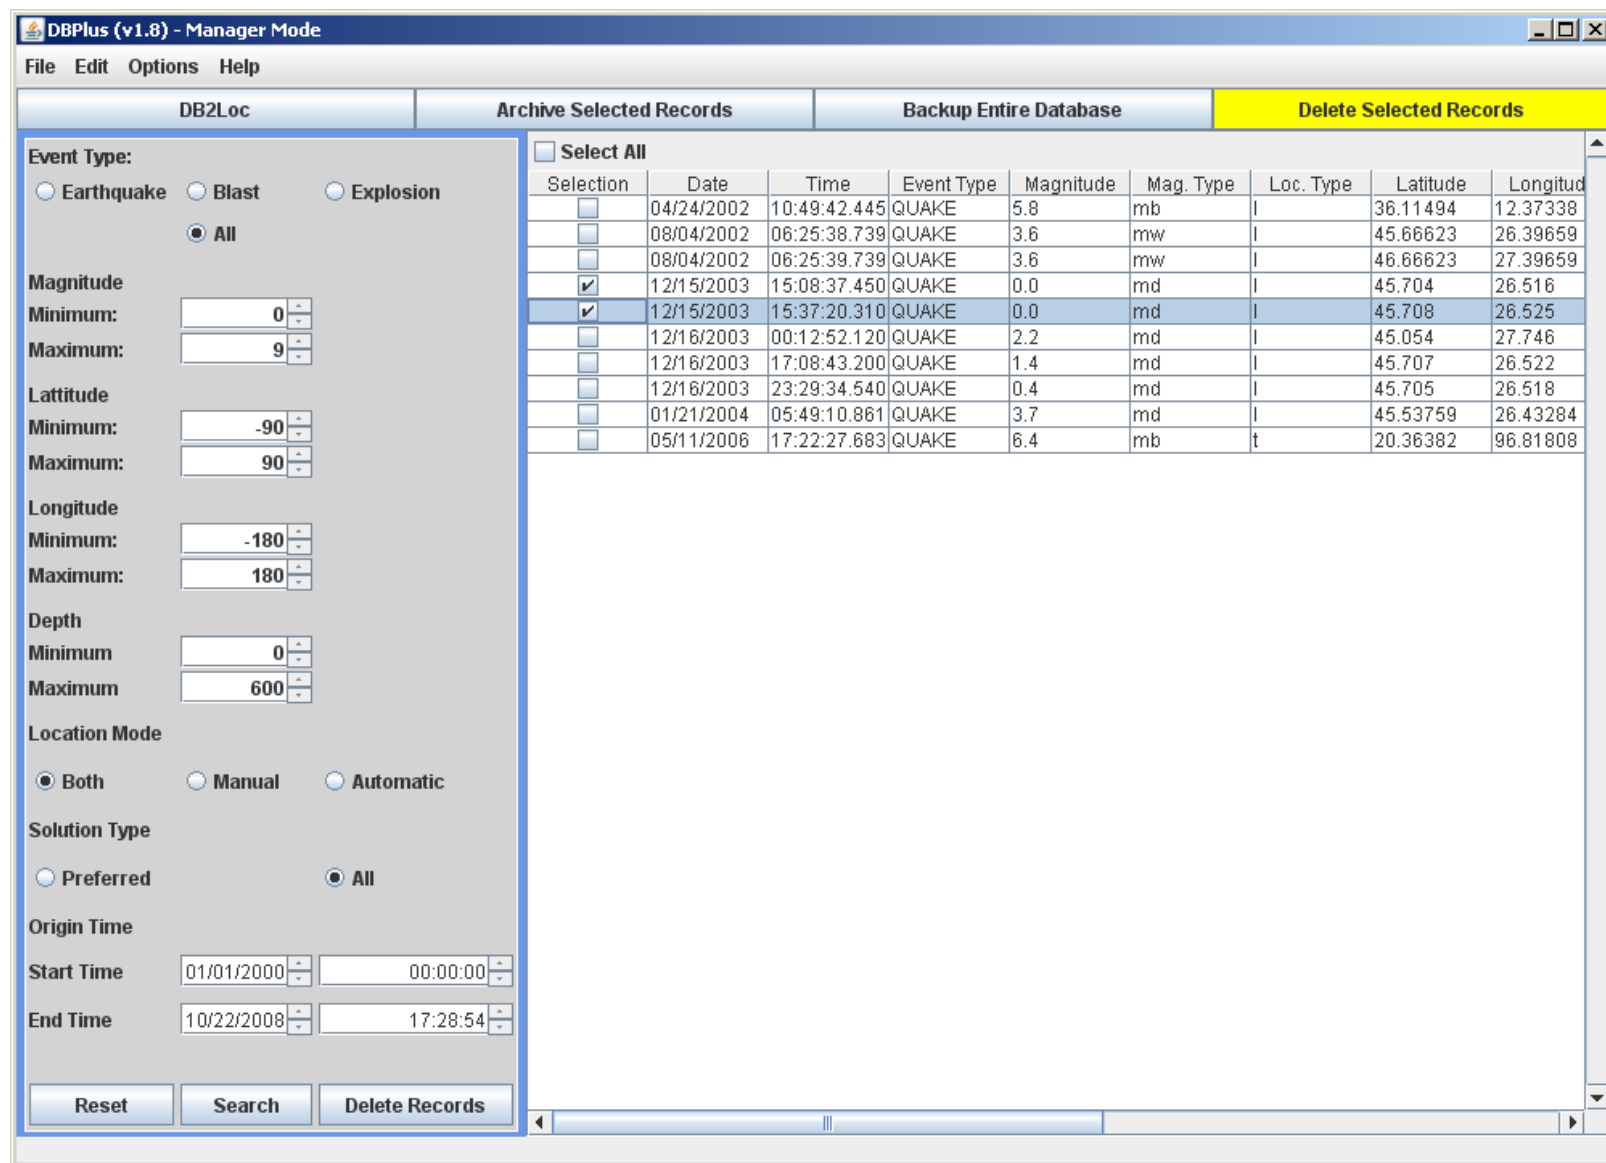 DBPlus (v1.8) - Manager Mode
File Edit Options Help
DB2Loc Archive Selected Records Backup Entire Database Delete Selected Records
Event Type:
Earthquake Blast Explosion
All
Magnitude
Minimum: 0
Maximum: 9
Lattitude
Minimum: -90
Maximum: 90
Longitude
Minimum: -180
Maximum: 180
Depth
Minimum 0
Maximum 600
Location Mode
Both Manual Automatic
Solution Type
Preferred All
Origin Time
Start Time 01/01/2000 00:00:00
End Time 10/22/2008 17:28:54
Reset Search Delete Records
Select All
Selection Date Time Event Type Magnitude Mag. Type Loc. Type Latitude Longitud
04/24/2002 10:49:42.445 QUAKE 5.8 mb l 36.11494 12.37338
08/04/2002 06:25:38.739 QUAKE 3.6 mw l 45.66623 26.39659
08/04/2002 06:25:39.739 QUAKE 3.6 mw l 46.66623 27.39659
12/15/2003 15:08:37.450 QUAKE 0.0 md l 45.704 26.516
12/15/2003 15:37:20.310 QUAKE 0.0 md l 45.708 26.525
12/16/2003 00:12:52.120 QUAKE 2.2 md l 45.054 27.746
12/16/2003 17:08:43.200 QUAKE 1.4 md l 45.707 26.522
12/16/2003 23:29:34.540 QUAKE 0.4 md l 45.705 26.518
01/21/2004 05:49:10.861 QUAKE 3.7 md l 45.53759 26.43284
05/11/2006 17:22:27.683 QUAKE 6.4 mb t 20.36382 96.81808